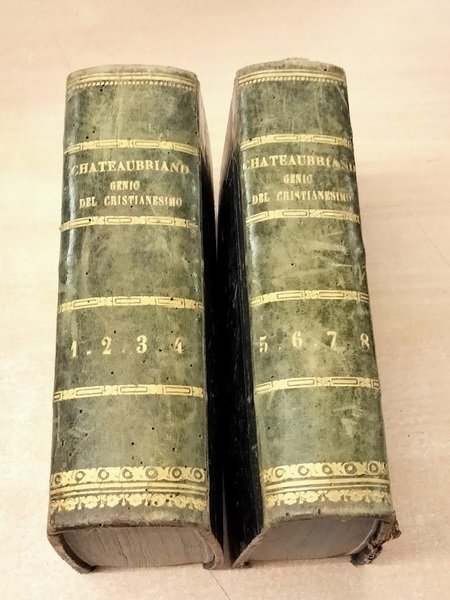 CHATEAUBRIAND
GENIO
DEL CRISTIANESIMO
1.2.3.4
CHATEAUBRIAND
GENIO
DEL CRISTIANESIMO
5.6.7.8